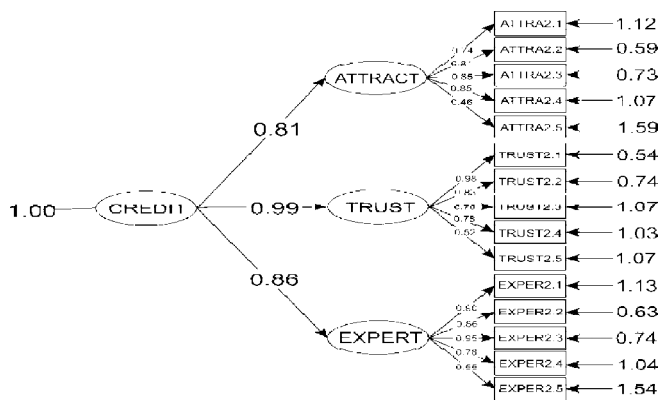 ATTRA2.1 1.12
ATTRA2.2 0.59
ATTRA2.3 0.73
ATTRA2.4 1.07
ATTRA2.5 1.59
ATTRACT
0.85
0.46
0.81
TRUST2.1 0.54
TRUST2.2 0.74
TRUST2.3 1.07
TRUST2.4 1.03
TRUST2.5 1.07
1.00 CREDIT 0.99 TRUST
0.98
0.52
0.86
EXPER2.1 1.13
EXPER2.2 0.63
EXPER2.3 0.74
EXPER2.4 1.04
EXPER2.5 1.54
EXPERT
0.95